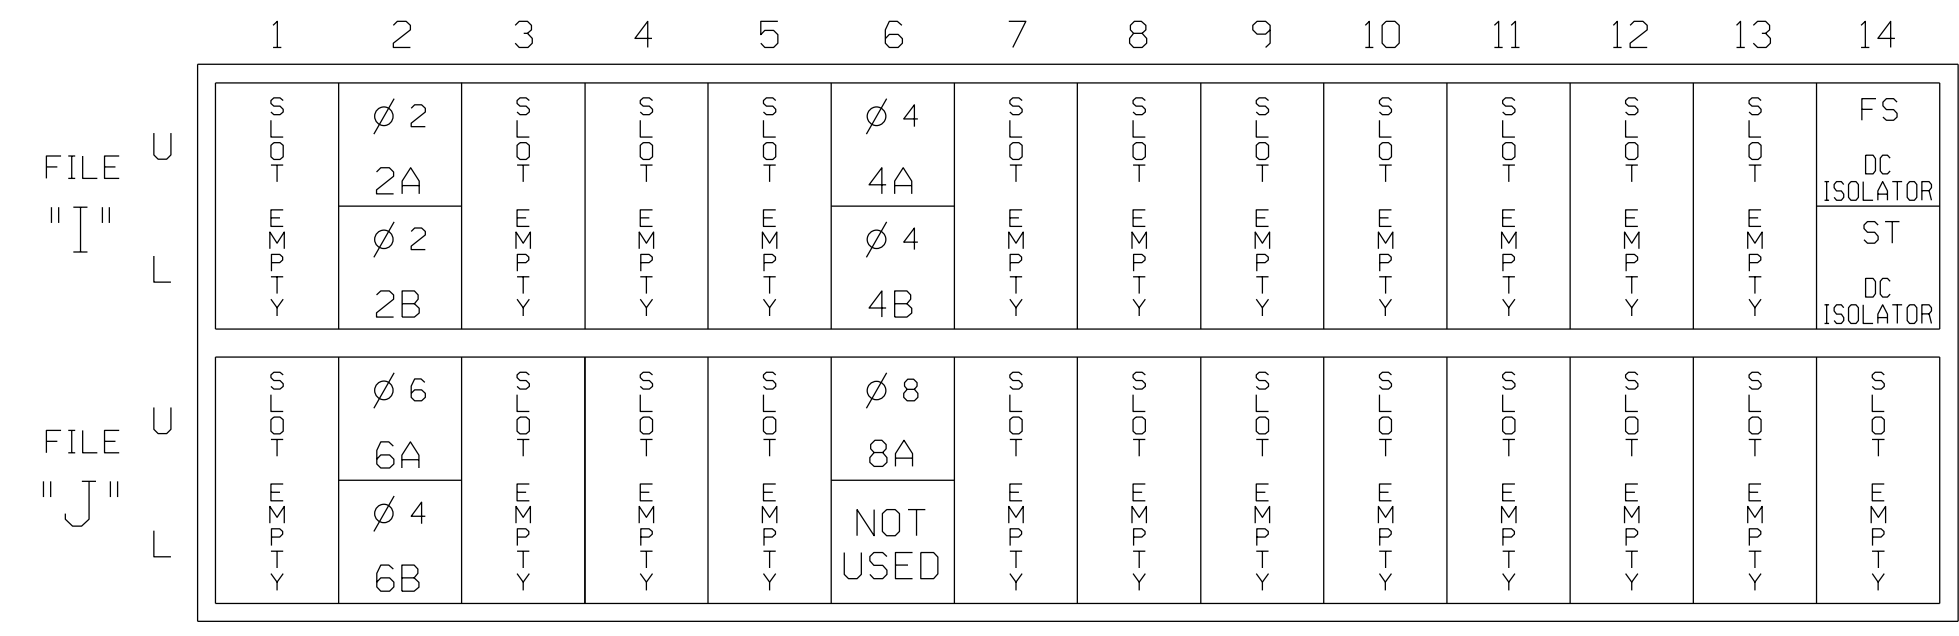 1 2 3 4 5 6 7 8 9 10 11 12 13 14
FILE
"I"
U
L
SLOT EMPTY
Ø 2
2A
Ø 2
2B
SLOT EMPTY
SLOT EMPTY
SLOT EMPTY
Ø 4
4A
Ø 4
4B
SLOT EMPTY
SLOT EMPTY
SLOT EMPTY
SLOT EMPTY
SLOT EMPTY
SLOT EMPTY
SLOT EMPTY
FS
DC
ISOLATOR
ST
DC
ISOLATOR
FILE
"J"
U
L
SLOT EMPTY
Ø 6
6A
Ø 4
6B
SLOT EMPTY
SLOT EMPTY
SLOT EMPTY
Ø 8
8A
NOT
USED
SLOT EMPTY
SLOT EMPTY
SLOT EMPTY
SLOT EMPTY
SLOT EMPTY
SLOT EMPTY
SLOT EMPTY
SLOT EMPTY